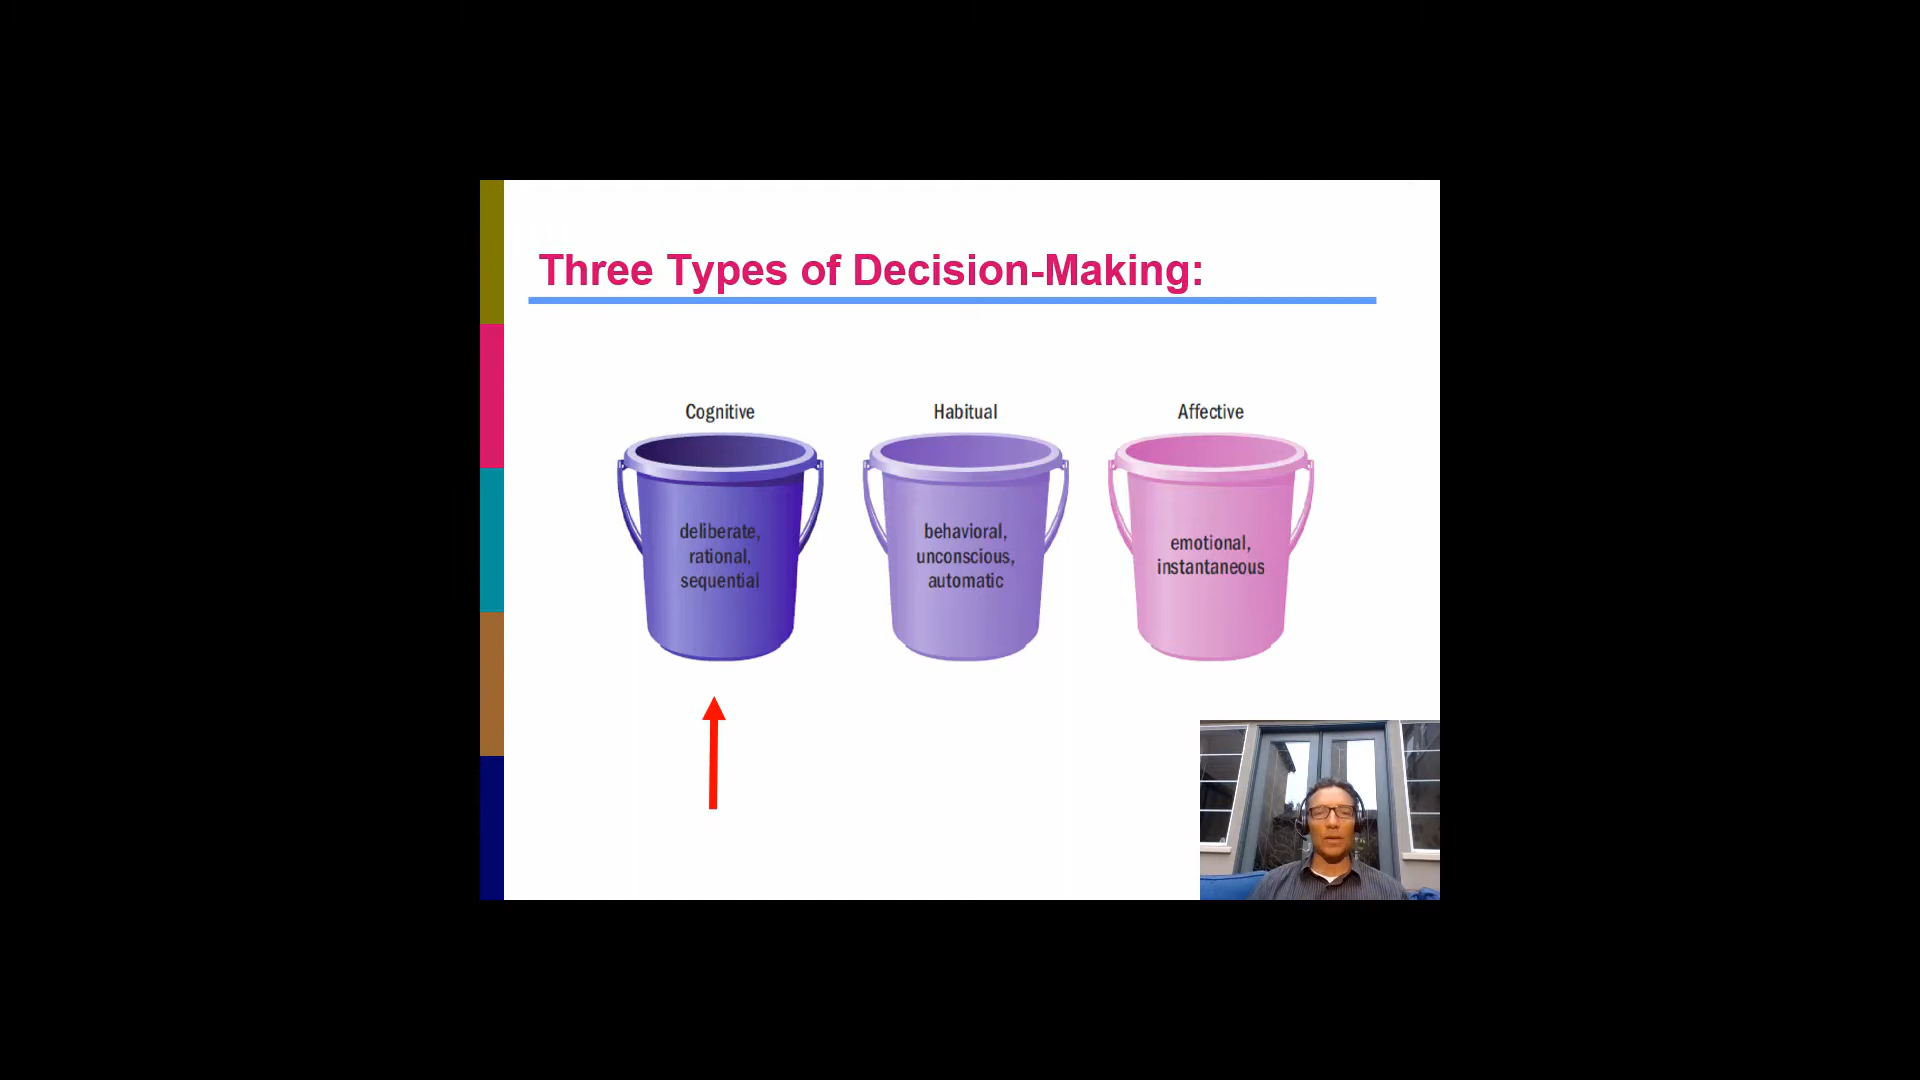 Three Types of Decision-Making:
Cognitive
deliberate,
rational,
sequential
Habitual
behavioral,
unconscious,
automatic
Affective
emotional,
instantaneous